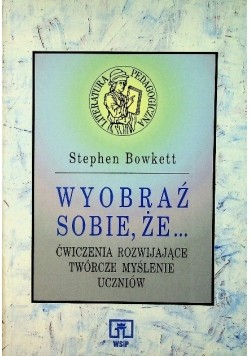 LITERATURA PEDAGOGICZNA
Stephen Bowkett
WYOBRAŹ
SOBIE, ŻE...
ĆWICZENIA ROZWIJAJĄCE
TWÓRCZE MYŚLENIE
UCZNIÓW
WSiP